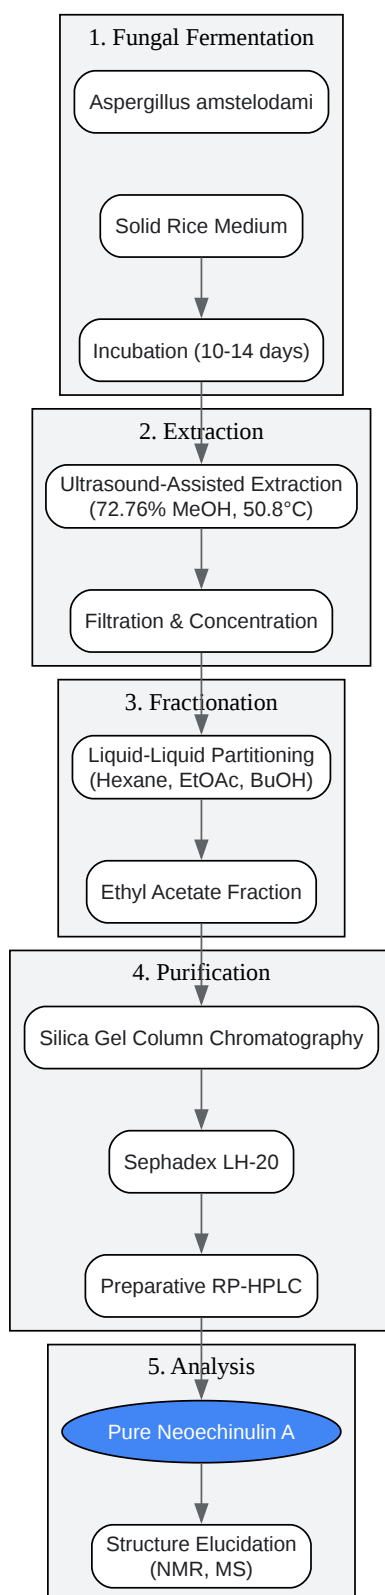 1. Fungal Fermentation
Aspergillus amstelodami
Solid Rice Medium
Incubation (10-14 days)
2. Extraction
Ultrasound-Assisted Extraction
(72.76% MeOH, 50.8°C)
Filtration & Concentration
3. Fractionation
Liquid-Liquid Partitioning
(Hexane, EtOAc, BuOH)
Ethyl Acetate Fraction
4. Purification
Silica Gel Column Chromatography
Sephadex LH-20
Preparative RP-HPLC
5. Analysis
Pure Neoechinulin A
Structure Elucidation
(NMR, MS)